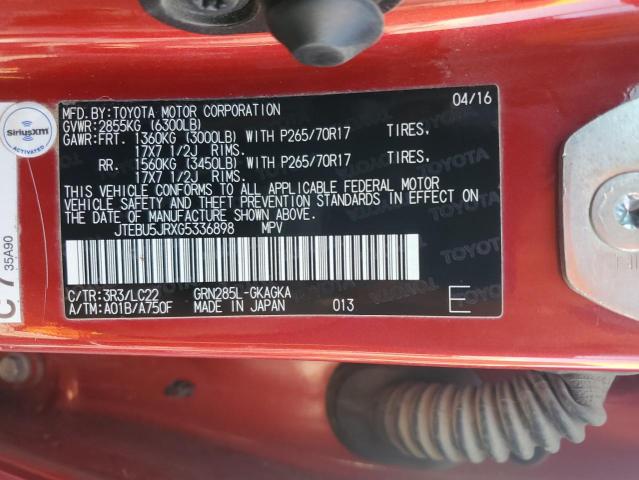 MFD.BY:TOYOTA MOTOR CORPORATION 04/16
GVWR:2855KG (6300LB)
GAWR:FRT. 1360KG (3000LB) WITH P265/70R17 TIRES.
17X7 1/2J RIMS.
RR. 1560KG (3450LB) WITH P265/70R17 TIRES,
17X7 1/2J RIMS.
THIS VEHICLE CONFORMS TO ALL APPLICABLE FEDERAL MOTOR
VEHICLE SAFETY AND THEFT PREVENTION STANDARDS IN EFFECT ON
THE DATE OF MANUFACTURE SHOWN ABOVE.
JTEBU5JRXG5336898 MPV
C/TR:3R3/LC22 GRN285L-GKAGKA
A/TM:A01B/A750F MADE IN JAPAN 013 E
SiriusXM
ACTIVATED
35A90
C 7
TOYOTA